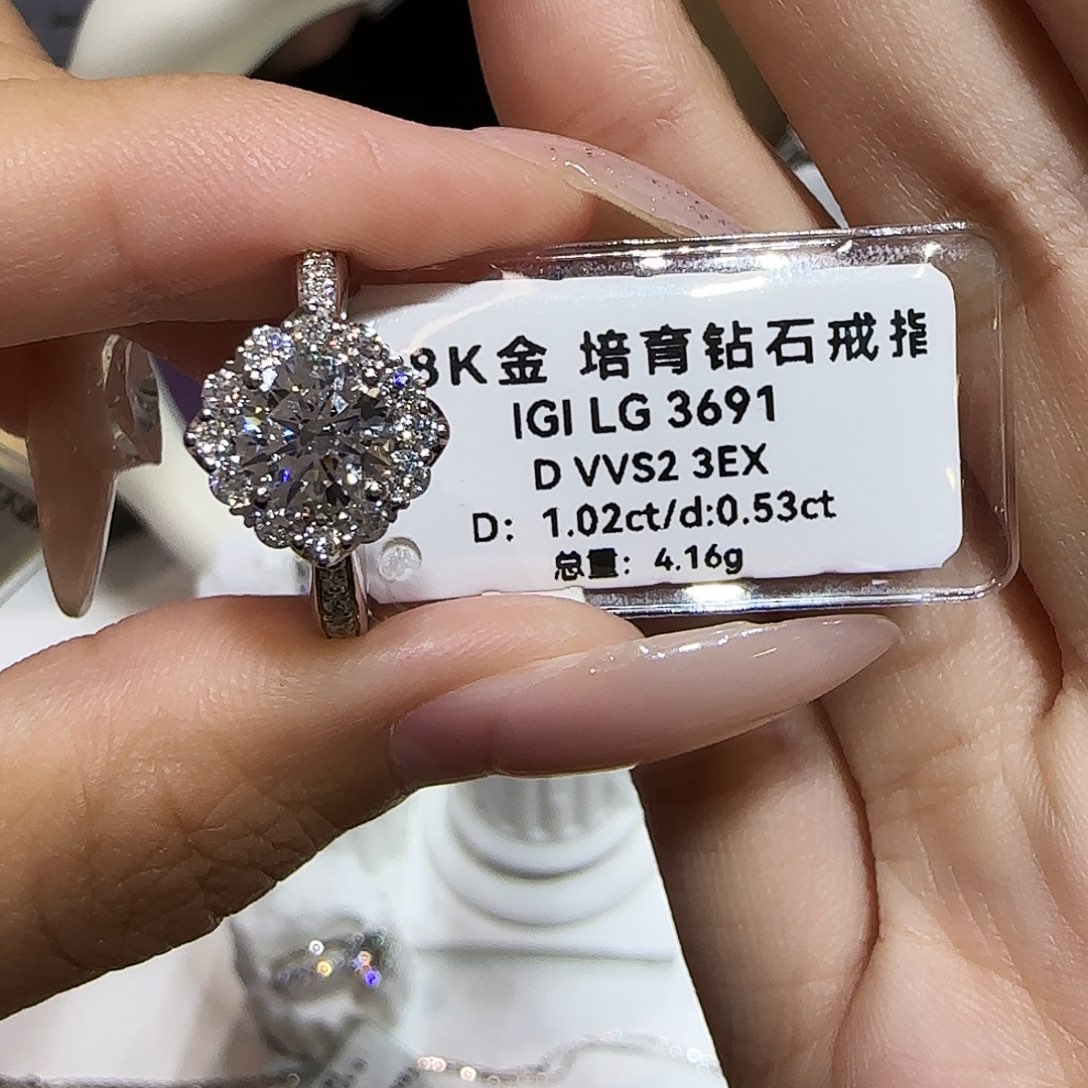 8K金 培育钻石戒指
IGI LG 3691
D VVS2 3EX
D: 1.02ct/d:0.53ct
总重: 4.16g